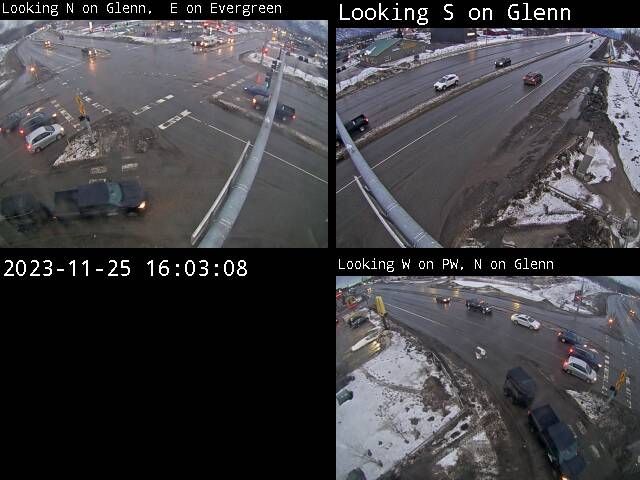 Looking N on Glenn,  E on Evergreen
Looking S on Glenn
2023-11-25 16:03:08
Looking W on PW, N on Glenn